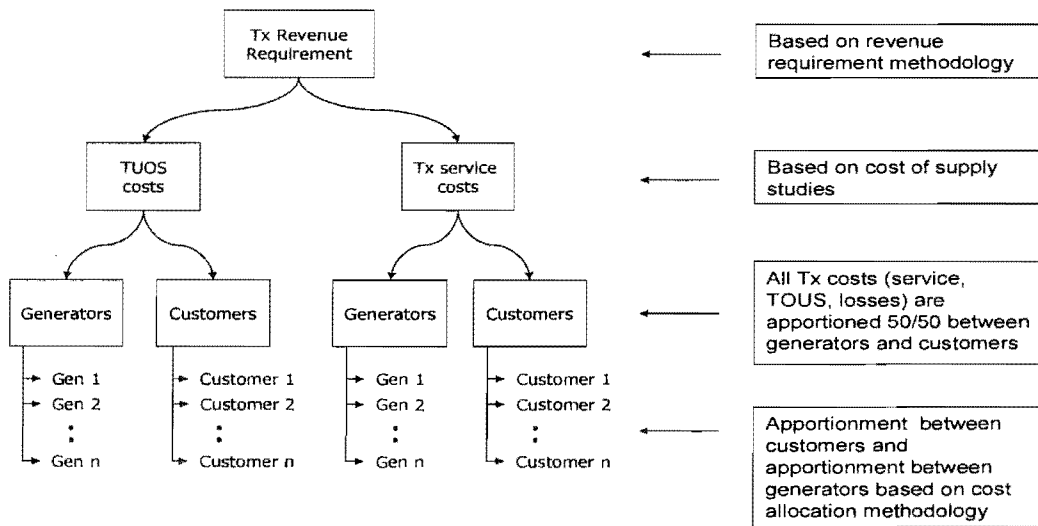 Tx Revenue
Requirement
Based on revenue
requirement methodology
TUOS
costs
Tx service
costs
Based on cost of supply
studies
Generators
Customers
Generators
Customers
All Tx costs (service,
TOUS, losses) are
apportioned 50/50 between
generators and customers
Gen 1
Gen 2
Gen n
Customer 1
Customer 2
Customer n
Gen 1
Gen 2
Gen n
Customer 1
Customer 2
Customer n
Apportionment between
customers and
apportionment between
generators based on cost
allocation methodology